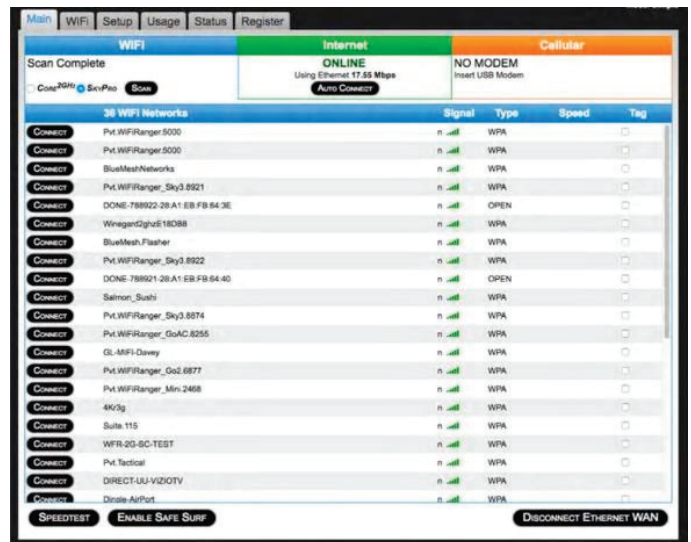 Main WiFi Setup Usage Status Register
WiFi Internet Cellular
Scan Complete ONLINE NO MODEM
Using Ethernet 17.55 Mbps Insert USB Modem
Core2GHz SkyPro Scan Auto Connect
36 WiFi Networks Signal Type Speed Tag
Connect Pvt.WiFiRanger.5000 n WPA
Connect Pvt.WiFiRanger.5000 n WPA
Connect BlueMeshNetworks n WPA
Connect Pvt.WiFiRanger_Sky3.8921 n WPA
Connect DONE-788922-28:A1:EB:FB:64:3E n OPEN
Connect Winegard2ghzE18DB8 n WPA
Connect BlueMesh.Flasher n WPA
Connect Pvt.WiFiRanger_Sky3.8922 n WPA
Connect DONE-788921-28:A1:EB:FB:64:40 n OPEN
Connect Salmon_Sushi n WPA
Connect Pvt.WiFiRanger_Sky3.8874 n WPA
Connect Pvt.WiFiRanger_GoAC.8255 n WPA
Connect GL-MIFI-Davey n WPA
Connect Pvt.WiFiRanger_Go2.6877 n WPA
Connect Pvt.WiFiRanger_Mini.2468 n WPA
Connect 4Kr3g n WPA
Connect Suite.115 n WPA
Connect WFR-2G-SC-TEST n WPA
Connect Pvt.Tactical n WPA
Connect DIRECT-UU-VIZIOTV n WPA
Connect Dingle-AirPort n WPA
Speedtest Enable Safe Surf Disconnect Ethernet WAN